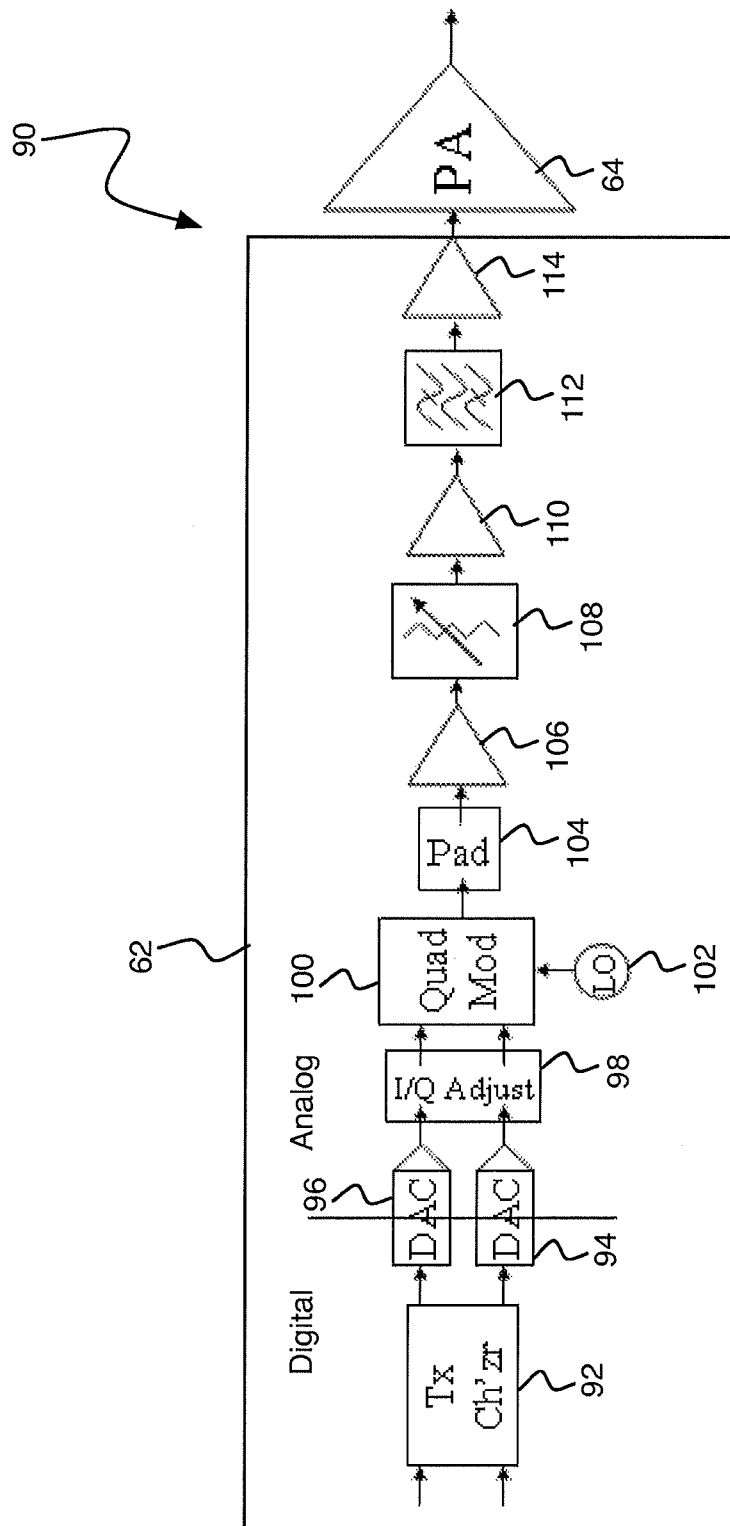 90
62
Digital
Analog
Tx
Ch'zr
92
DAC
96
DAC
94
I/Q Adjust
98
Quad
Mod
100
LO
102
Pad
104
106
108
110
112
114
PA
64